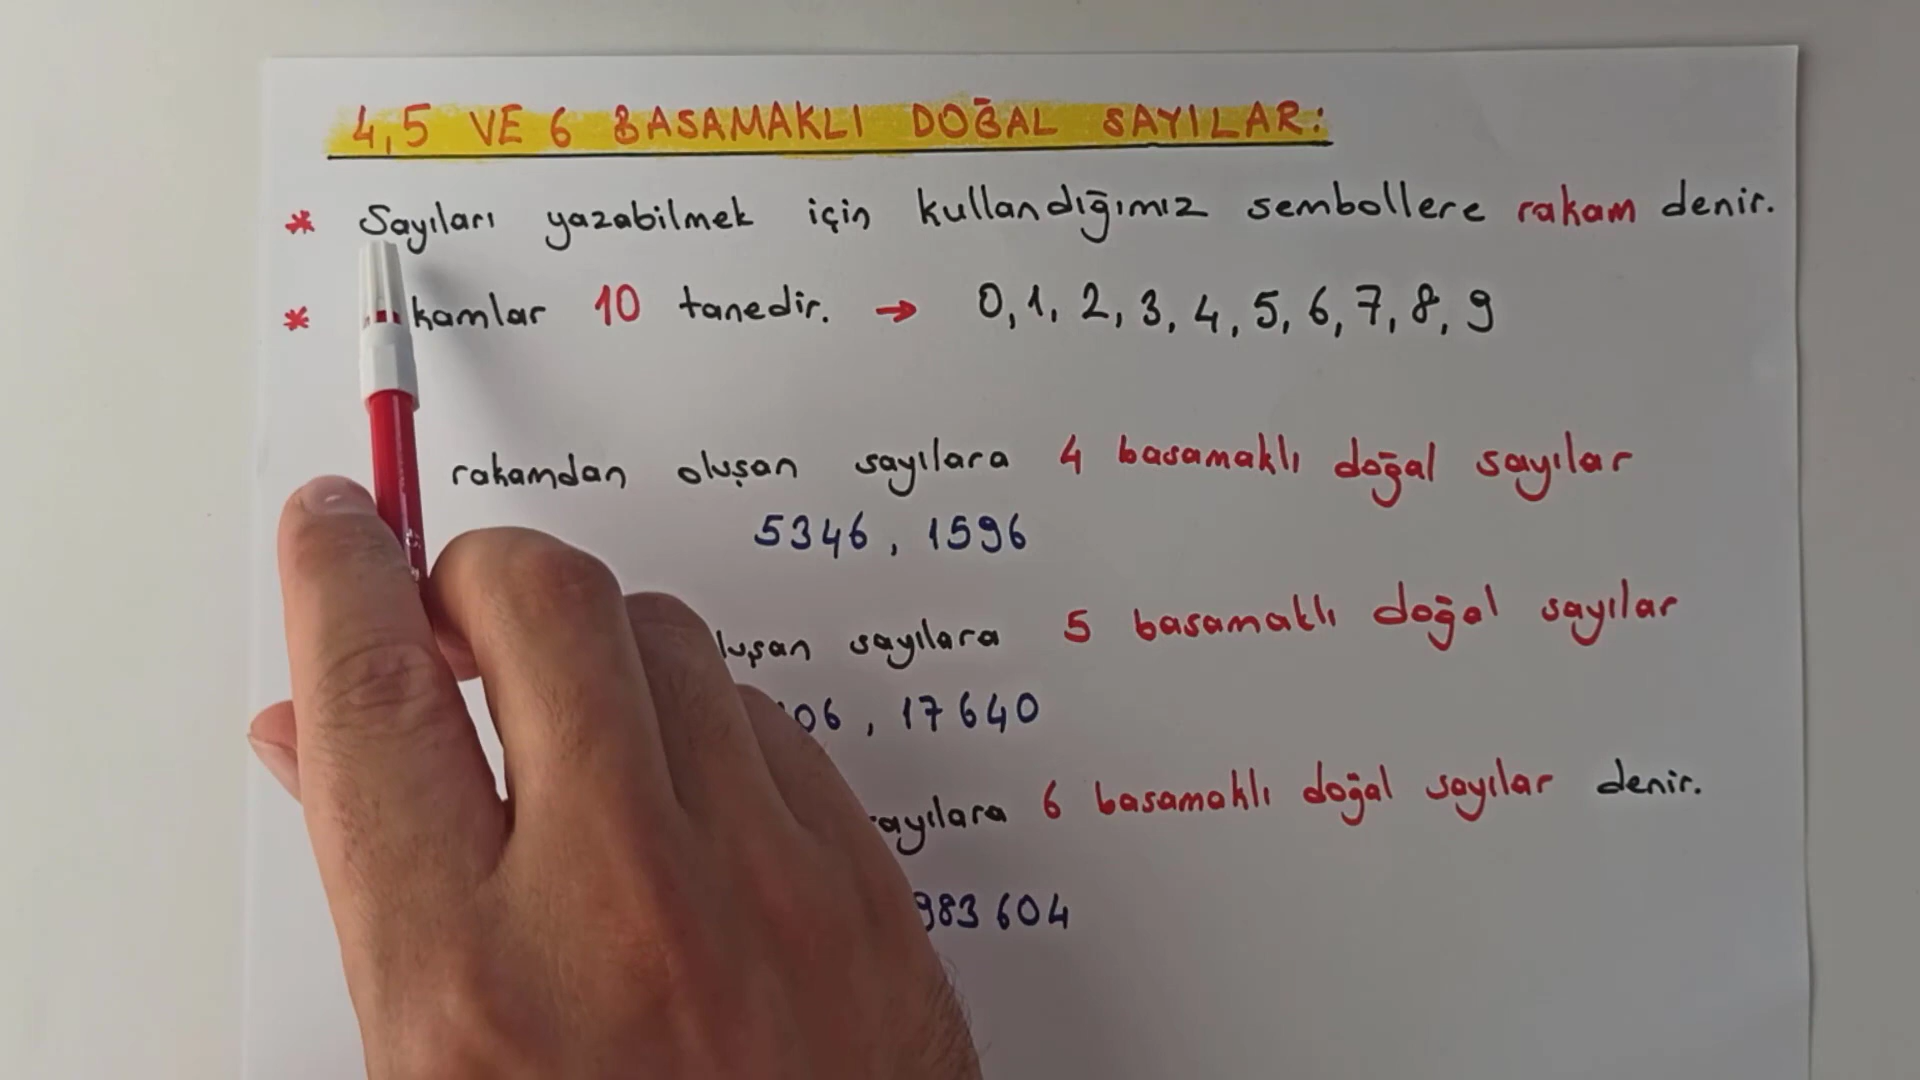 4,5 VE 6 BASAMAKLI DOĞAL SAYILAR:
* Sayıları yazabilmek için kullandığımız sembollere rakam denir.
* kamlar 10 tanedir. → 0, 1, 2, 3, 4, 5, 6, 7, 8, 9
rakamdan oluşan sayılara 4 basamaklı doğal sayılar
5346, 1596
luşan sayılara 5 basamaklı doğal sayılar
06, 17 640
ayılara 6 basamaklı doğal sayılar denir.
983 604